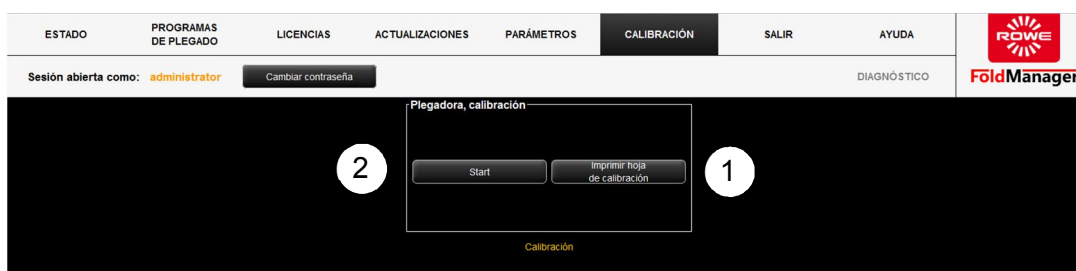 ESTADO
PROGRAMAS
DE PLEGADO
LICENCIAS
ACTUALIZACIONES
PARÁMETROS
CALIBRACIÓN
SALIR
AYUDA
ROWE
FoldManager
Sesión abierta como: administrator
Cambiar contraseña
DIAGNÓSTICO
Plegadora, calibración
2
Start
Imprimir hoja
de calibración
1
Calibración